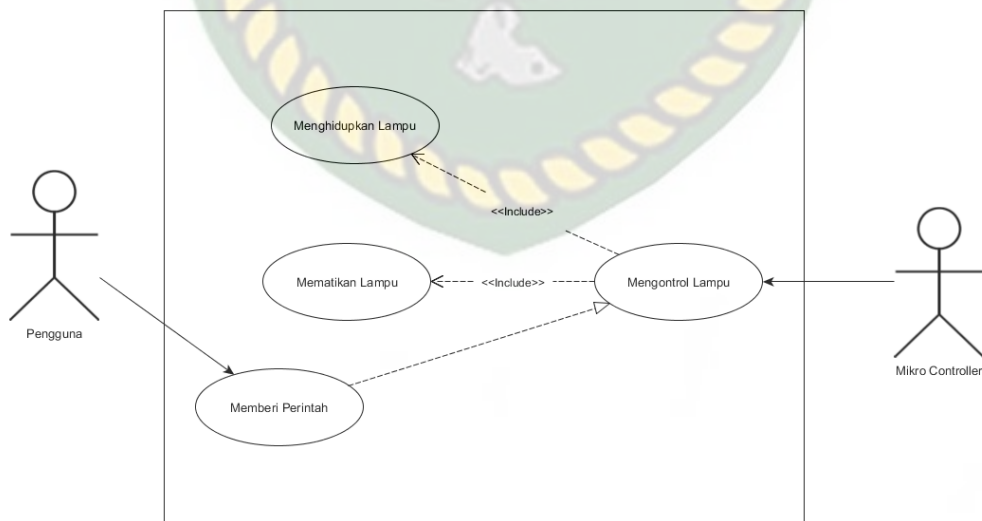 Menghidupkan Lampu
<<Include>>
Mematikan Lampu
<<Include>>
Mengontrol Lampu
Pengguna
Mikro Controller
Memberi Perintah